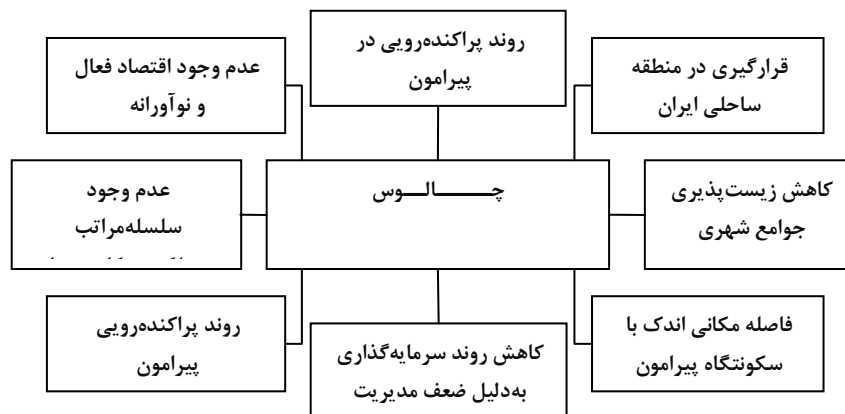 روند پراکنده‌رویی در
پیرامون
قرارگیری در منطقه
ساحلی ایران
عدم وجود اقتصاد فعال
و نوآورانه
کاهش زیست‌پذیری
جوامع شهری
چـــــــالـــوس
عدم وجود
سلسله‌مراتب
فاصله مکانی اندک با
سکونتگاه پیرامون
کاهش روند سرمایه‌گذاری
به‌دلیل ضعف مدیریت
روند پراکنده‌رویی
پیرامون